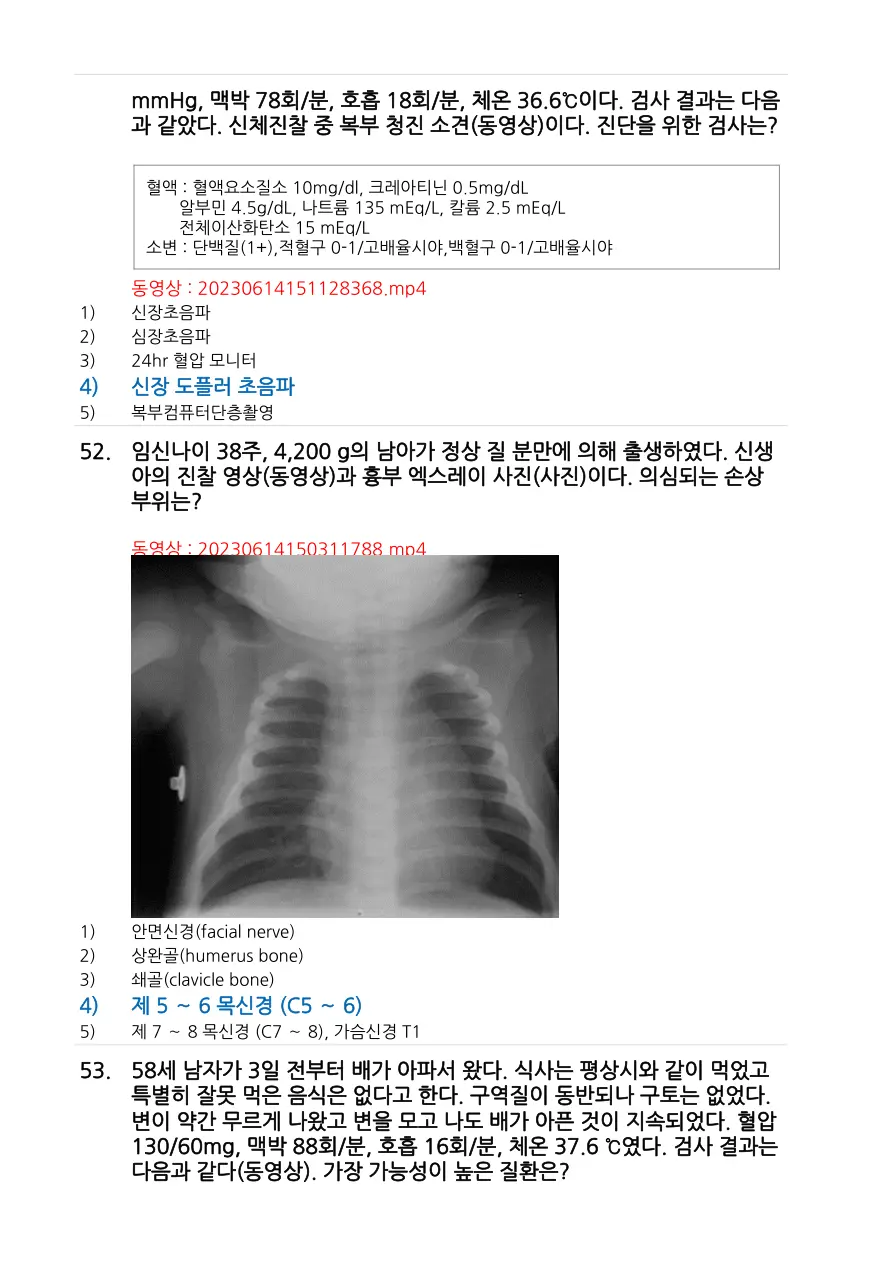 mmHg, 맥박 78회/분, 호흡 18회/분, 체온 36.6℃이다. 검사 결과는 다음
과 같았다. 신체진찰 중 복부 청진 소견(동영상)이다. 진단을 위한 검사는?
혈액 : 혈액요소질소 10mg/dl, 크레아티닌 0.5mg/dL
알부민 4.5g/dL, 나트륨 135 mEq/L, 칼륨 2.5 mEq/L
전체이산화탄소 15 mEq/L
소변 : 단백질(1+),적혈구 0-1/고배율시야,백혈구 0-1/고배율시야
동영상 : 20230614151128368.mp4
1) 신장초음파
2) 심장초음파
3) 24hr 혈압 모니터
4) 신장 도플러 초음파
5) 복부컴퓨터단층촬영
52. 임신나이 38주, 4,200 g의 남아가 정상 질 분만에 의해 출생하였다. 신생
아의 진찰 영상(동영상)과 흉부 엑스레이 사진(사진)이다. 의심되는 손상
부위는?
동영상 : 20230614150311788.mp4
1) 안면신경(facial nerve)
2) 상완골(humerus bone)
3) 쇄골(clavicle bone)
4) 제 5 ~ 6 목신경 (C5 ~ 6)
5) 제 7 ~ 8 목신경 (C7 ~ 8), 가슴신경 T1
53. 58세 남자가 3일 전부터 배가 아파서 왔다. 식사는 평상시와 같이 먹었고
특별히 잘못 먹은 음식은 없다고 한다. 구역질이 동반되나 구토는 없었다.
변이 약간 무르게 나왔고 변을 모고 나도 배가 아픈 것이 지속되었다. 혈압
130/60mg, 맥박 88회/분, 호흡 16회/분, 체온 37.6 ℃였다. 검사 결과는
다음과 같다(동영상). 가장 가능성이 높은 질환은?